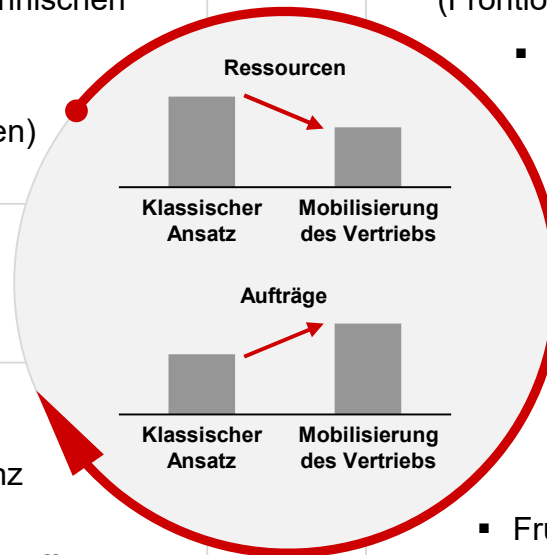 Ressourcen
Klassischer Mobilisierung
Ansatz des Vertriebs
Aufträge
Klassischer Mobilisierung
Ansatz des Vertriebs